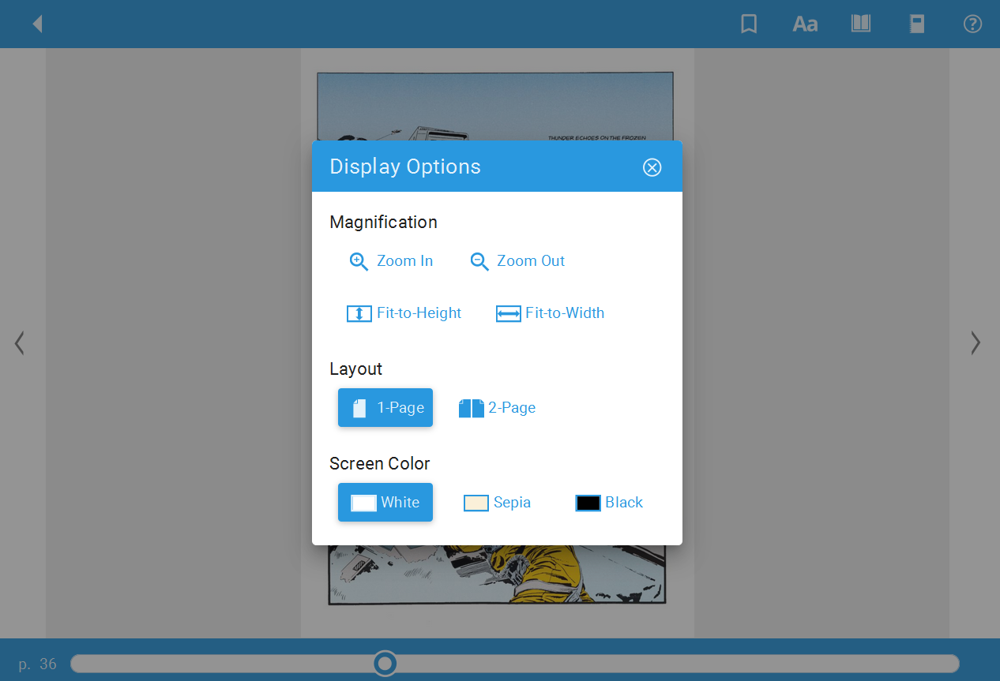 Aa
?
THUNDER ECHOES ON THE FROZEN
Display Options
Magnification
Zoom In Zoom Out
Fit-to-Height Fit-to-Width
Layout
1-Page 2-Page
Screen Color
White Sepia Black
p. 36